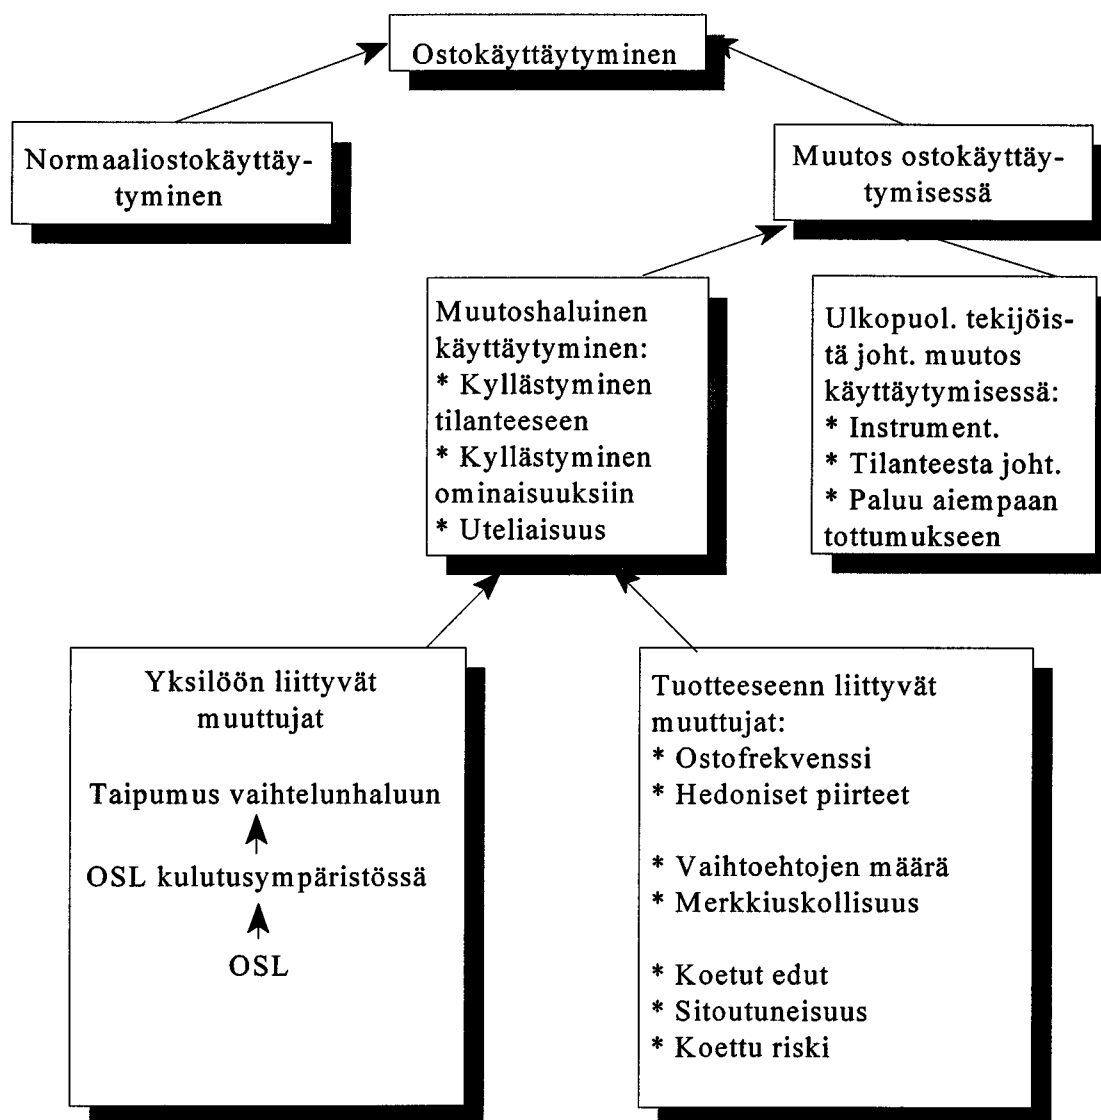 Ostokäyttäytyminen
Normaaliostokäyttäy-
tyminen
Muutos ostokäyttäy-
tymisessä
Muutoshaluinen
käyttäytyminen:
* Kyllästyminen
tilanteeseen
* Kyllästyminen
ominaisuuksiin
* Uteliaisuus
Ulkopuol. tekijöis-
tä joht. muutos
käyttäytymisessä:
* Instrument.
* Tilanteesta joht.
* Paluu aiempaan
tottumukseen
Yksilöön liittyvät
muuttujat
Taipumus vaihtelunhaluun
OSL kulutusympäristössä
OSL
Tuotteeseenn liittyvät
muuttujat:
* Ostofrekvenssi
* Hedoniset piirteet
* Vaihtoehtojen määrä
* Merkkiuskollisuus
* Koetut edut
* Sitoutuneisuus
* Koettu riski